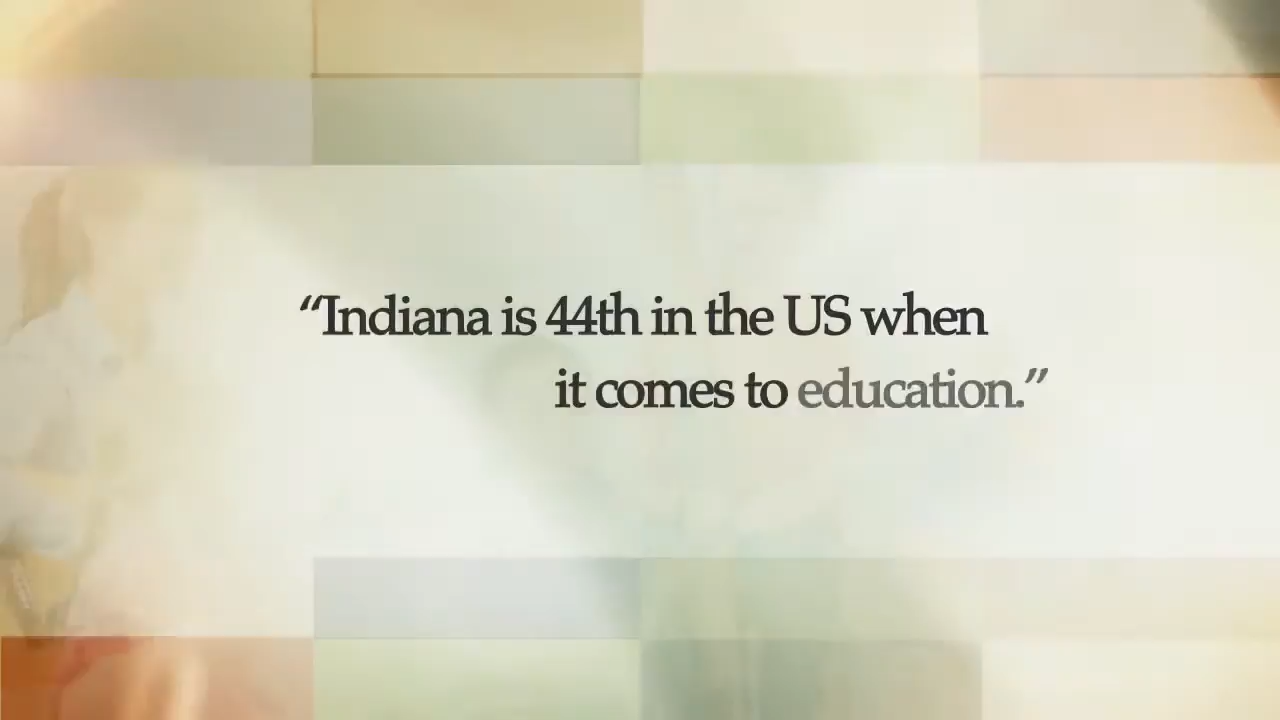 “Indiana is 44th in the US when
it comes to education.”